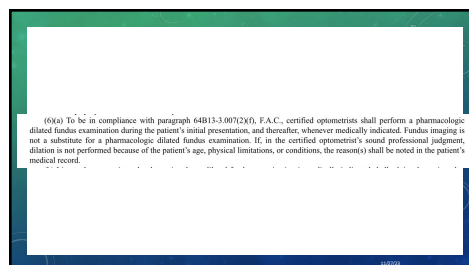 (6)(a) To be in compliance with paragraph 64B13-3.007(2)(f), F.A.C., certified optometrists shall perform a pharmacologic
dilated fundus examination during the patient's initial presentation, and thereafter, whenever medically indicated. Fundus imaging is
not a substitute for a pharmacologic dilated fundus examination. If, in the certified optometrist's sound professional judgment,
dilation is not performed because of the patient's age, physical limitations, or conditions, the reason(s) shall be noted in the patient's
medical record.
11/27/23